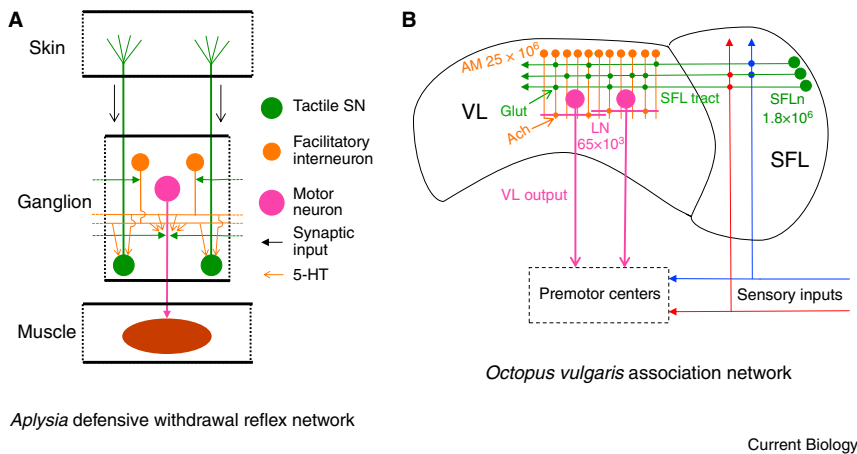 A
Skin
Ganglion
Muscle
Tactile SN
Facilitatory
interneuron
Motor
neuron
Synaptic
input
5-HT
Aplysia defensive withdrawal reflex network
B
AM 25 × 10⁶
VL
Glut
Ach
LN
65×10³
SFL tract
SFLn
1.8×10⁶
SFL
VL output
Premotor centers
Sensory inputs
Octopus vulgaris association network
Current Biology